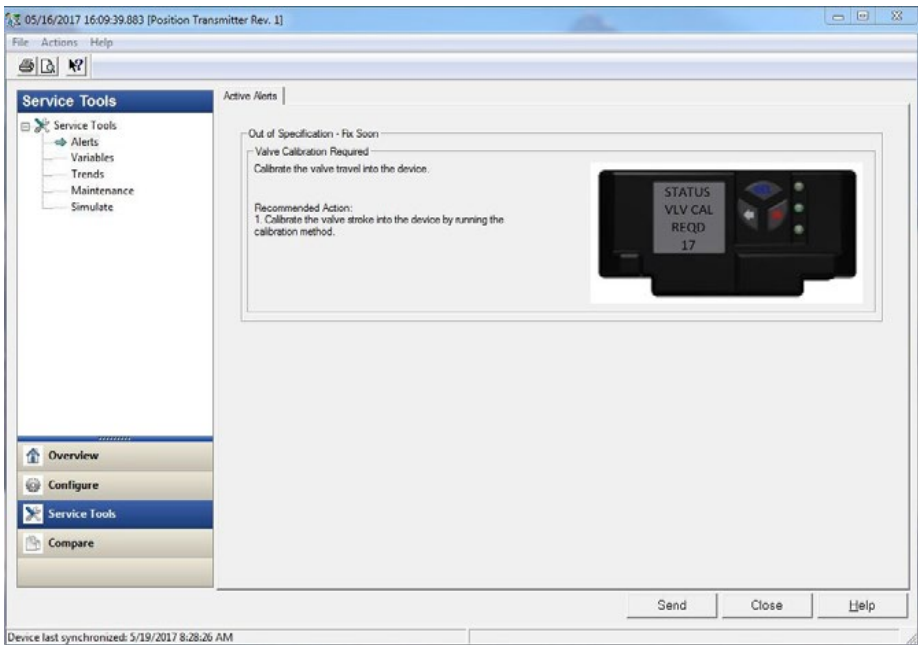 05/16/2017 16:09:39.883 [Position Transmitter Rev. 1]
File Actions Help
Service Tools
Service Tools
Alerts
Variables
Trends
Maintenance
Simulate
Overview
Configure
Service Tools
Compare
Active Alerts
Out of Specification - Fix Soon
Valve Calibration Required
Calibrate the valve travel into the device.
Recommended Action:
1. Calibrate the valve stroke into the device by running the
calibration method.
STATUS
VLV CAL
REQD
17
Send Close Help
Device last synchronized: 5/19/2017 8:28:26 AM